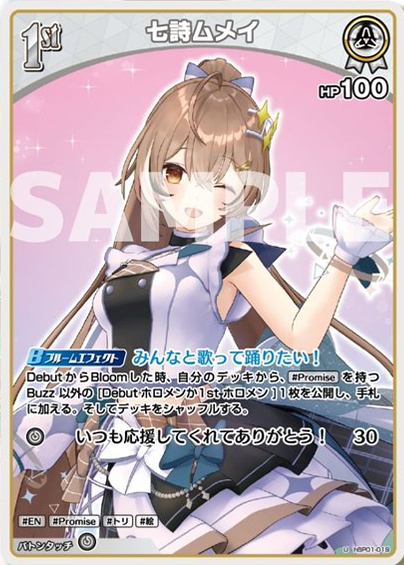 1st
七詩ムメイ
HP100
SAMPLE
Bブルームエフェクト みんなと歌って踊りたい！
DebutからBloomした時、自分のデッキから、#Promiseを持つ
Buzz以外の[Debutホロメンか1stホロメン]1枚を公開し、手札
に加える。そしてデッキをシャッフルする。
いつも応援してくれてありがとう！ 30
#EN #Promise #トリ #絵
バトンタッチ
U hBP01-019